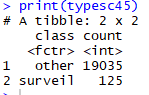 > print(typesc45)
# A tibble: 2 x 2
class count
<fctr> <int>
1 other 19035
2 surveil 125
>